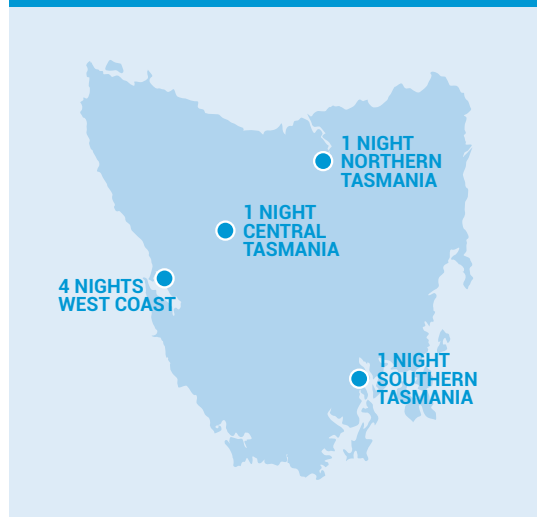 1 NIGHT
NORTHERN
TASMANIA
1 NIGHT
CENTRAL
TASMANIA
4 NIGHTS
WEST COAST
1 NIGHT
SOUTHERN
TASMANIA